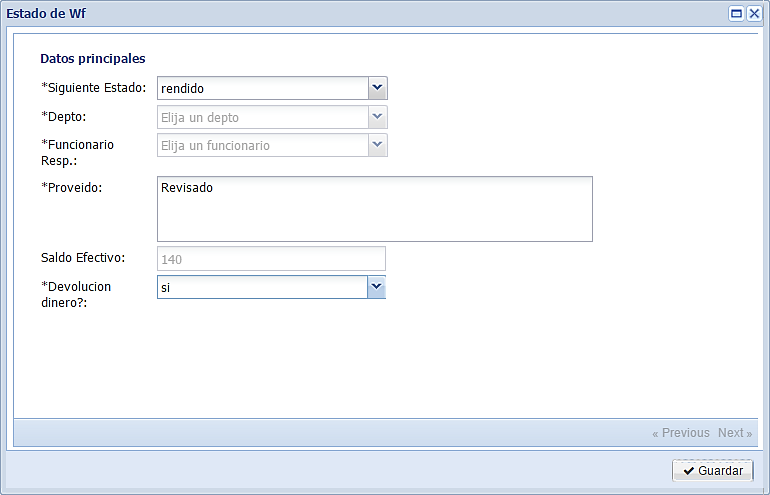 Estado de Wf
Datos principales
*Siguiente Estado: rendido
*Depto: Elija un depto
*Funcionario Resp.: Elija un funcionario
*Proveido: Revisado
Saldo Efectivo: 140
*Devolucion dinero?: si
« Previous Next »
Guardar